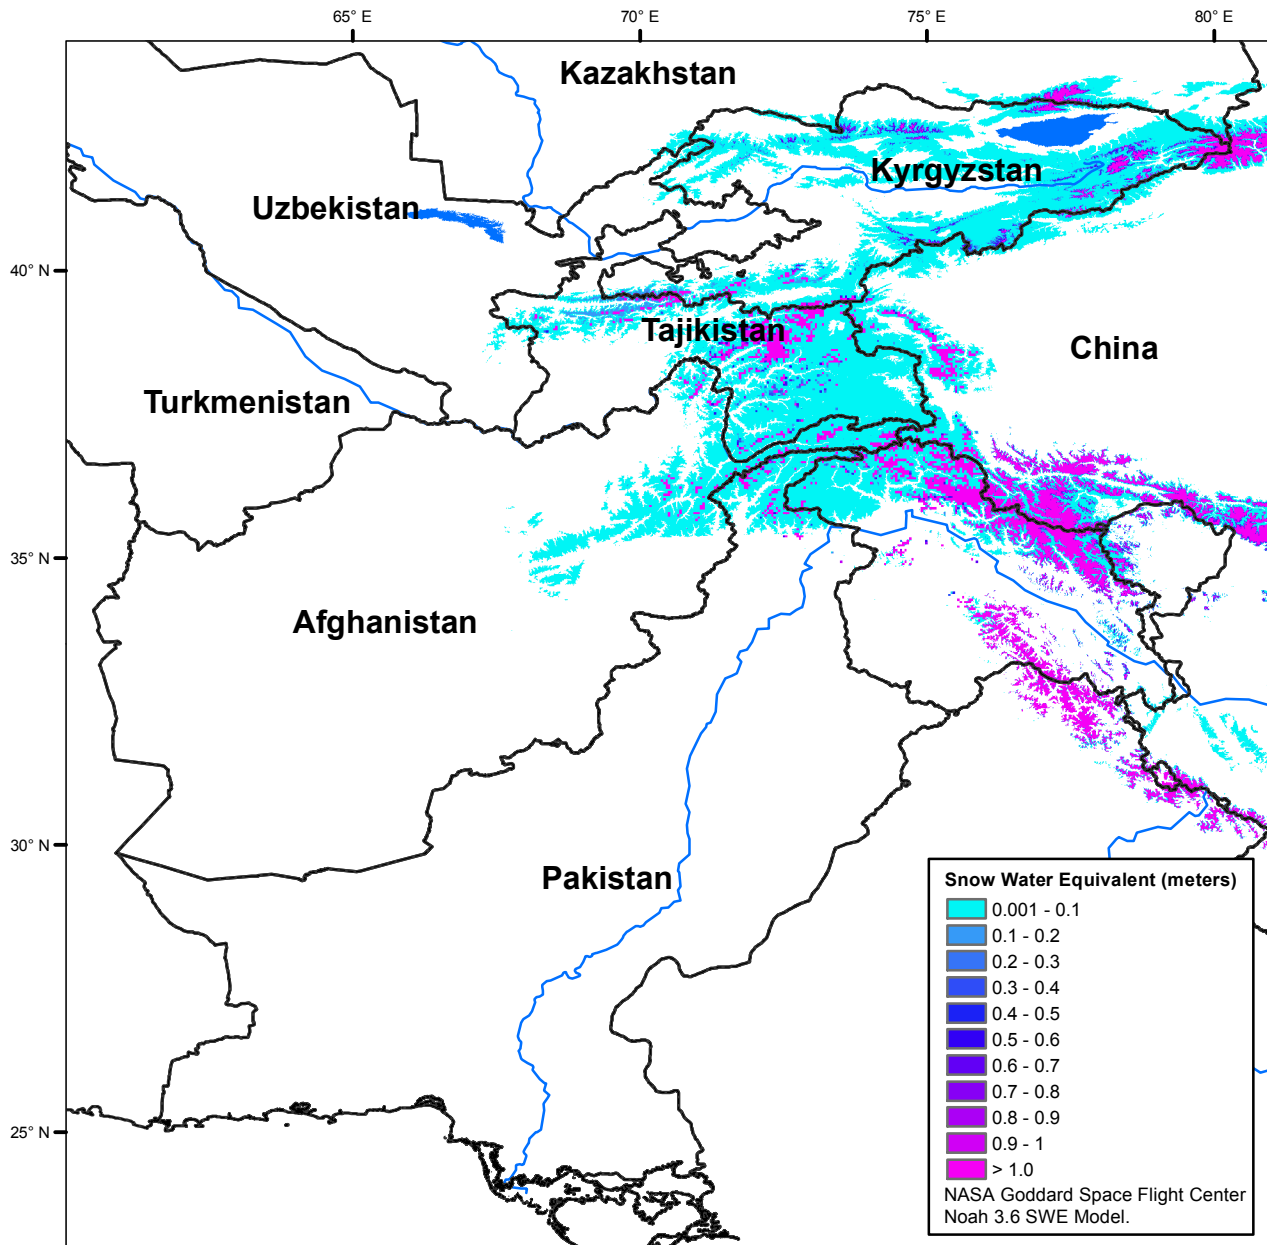 65° E
70° E
75° E
80° E
Kazakhstan
Kyrgyzstan
Uzbekistan
40° N
Tajikistan
China
Turkmenistan
35° N
Afghanistan
30° N
Pakistan
25° N
Snow Water Equivalent (meters)
0.001 - 0.1
0.1 - 0.2
0.2 - 0.3
0.3 - 0.4
0.4 - 0.5
0.5 - 0.6
0.6 - 0.7
0.7 - 0.8
0.8 - 0.9
0.9 - 1
> 1.0
NASA Goddard Space Flight Center
Noah 3.6 SWE Model.